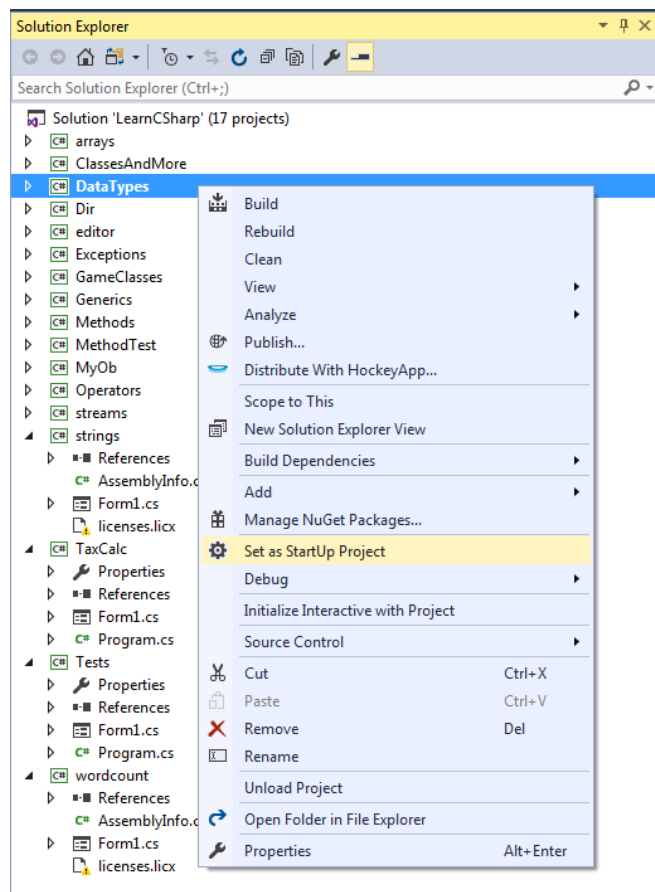 Solution Explorer
Search Solution Explorer (Ctrl+;)
Solution 'LearnCSharp' (17 projects)
C# arrays
C# ClassesAndMore
C# DataTypes
C# Dir
C# editor
C# Exceptions
C# GameClasses
C# Generics
C# Methods
C# MethodTest
C# MyOb
C# Operators
C# streams
C# strings
References
C# AssemblyInfo.c
Form1.cs
licenses.licx
C# TaxCalc
Properties
References
Form1.cs
C# Program.cs
C# Tests
Properties
References
Form1.cs
C# Program.cs
C# wordcount
References
C# AssemblyInfo.c
Form1.cs
licenses.licx
Build
Rebuild
Clean
View
Analyze
Publish...
Distribute With HockeyApp...
Scope to This
New Solution Explorer View
Build Dependencies
Add
Manage NuGet Packages...
Set as StartUp Project
Debug
Initialize Interactive with Project
Source Control
Cut Ctrl+X
Paste Ctrl+V
Remove Del
Rename
Unload Project
Open Folder in File Explorer
Properties Alt+Enter